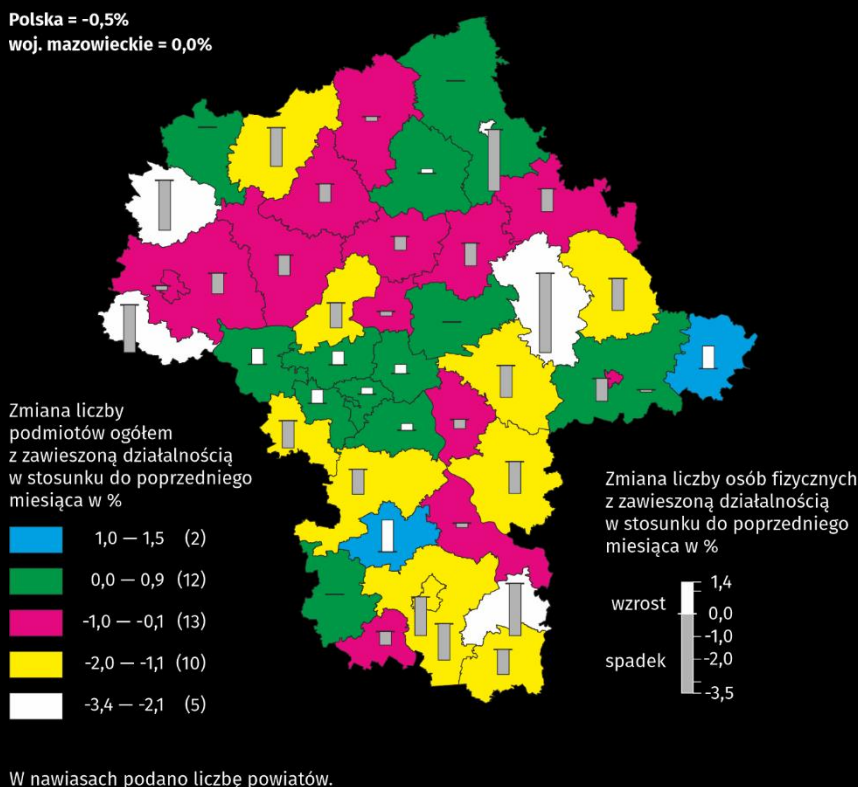 Polska = -0,5%
woj. mazowieckie = 0,0%
Zmiana liczby
podmiotów ogółem
z zawieszoną działalnością
w stosunku do poprzedniego
miesiąca w %
1,0 — 1,5 (2)
0,0 — 0,9 (12)
-1,0 — -0,1 (13)
-2,0 — -1,1 (10)
-3,4 — -2,1 (5)
Zmiana liczby osób fizycznych
z zawieszoną działalnością
w stosunku do poprzedniego
miesiąca w %
1,4
wzrost
0,0
-1,0
spadek
-2,0
-3,5
W nawiasach podano liczbę powiatów.